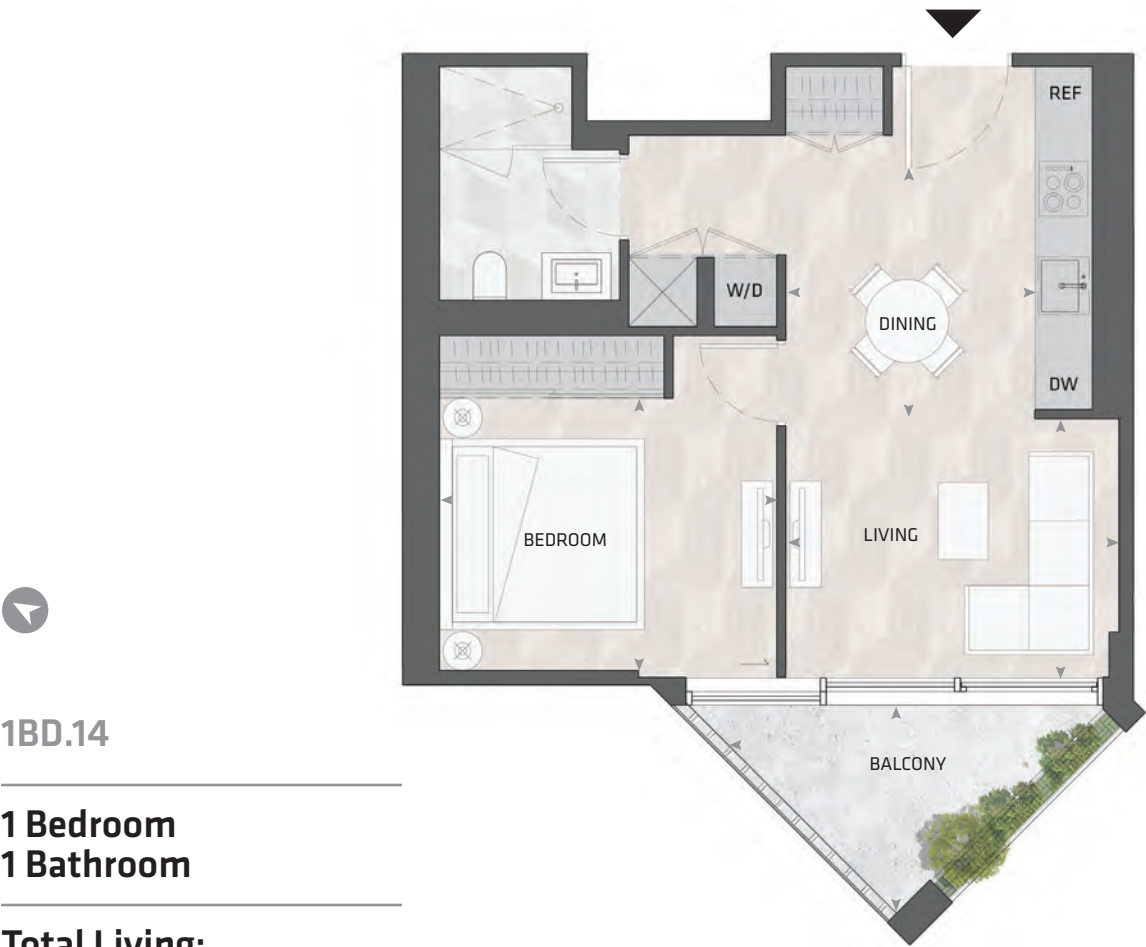 REF
W/D
DINING
DW
BEDROOM
LIVING
BALCONY
1BD.14
1 Bedroom
1 Bathroom
Total Living: